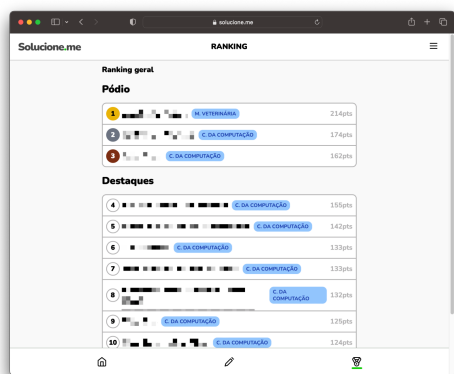 solucione.me
Solucione.me
RANKING
Ranking geral
Pódio
1 M. VETERINÁRIA 214pts
2 C. DA COMPUTAÇÃO 174pts
3 C. DA COMPUTAÇÃO 162pts
Destaques
4 C. DA COMPUTAÇÃO 155pts
5 C. DA COMPUTAÇÃO 142pts
6 C. DA COMPUTAÇÃO 133pts
7 C. DA COMPUTAÇÃO 133pts
8 C. DA COMPUTAÇÃO 132pts
9 C. DA COMPUTAÇÃO 125pts
10 C. DA COMPUTAÇÃO 124pts